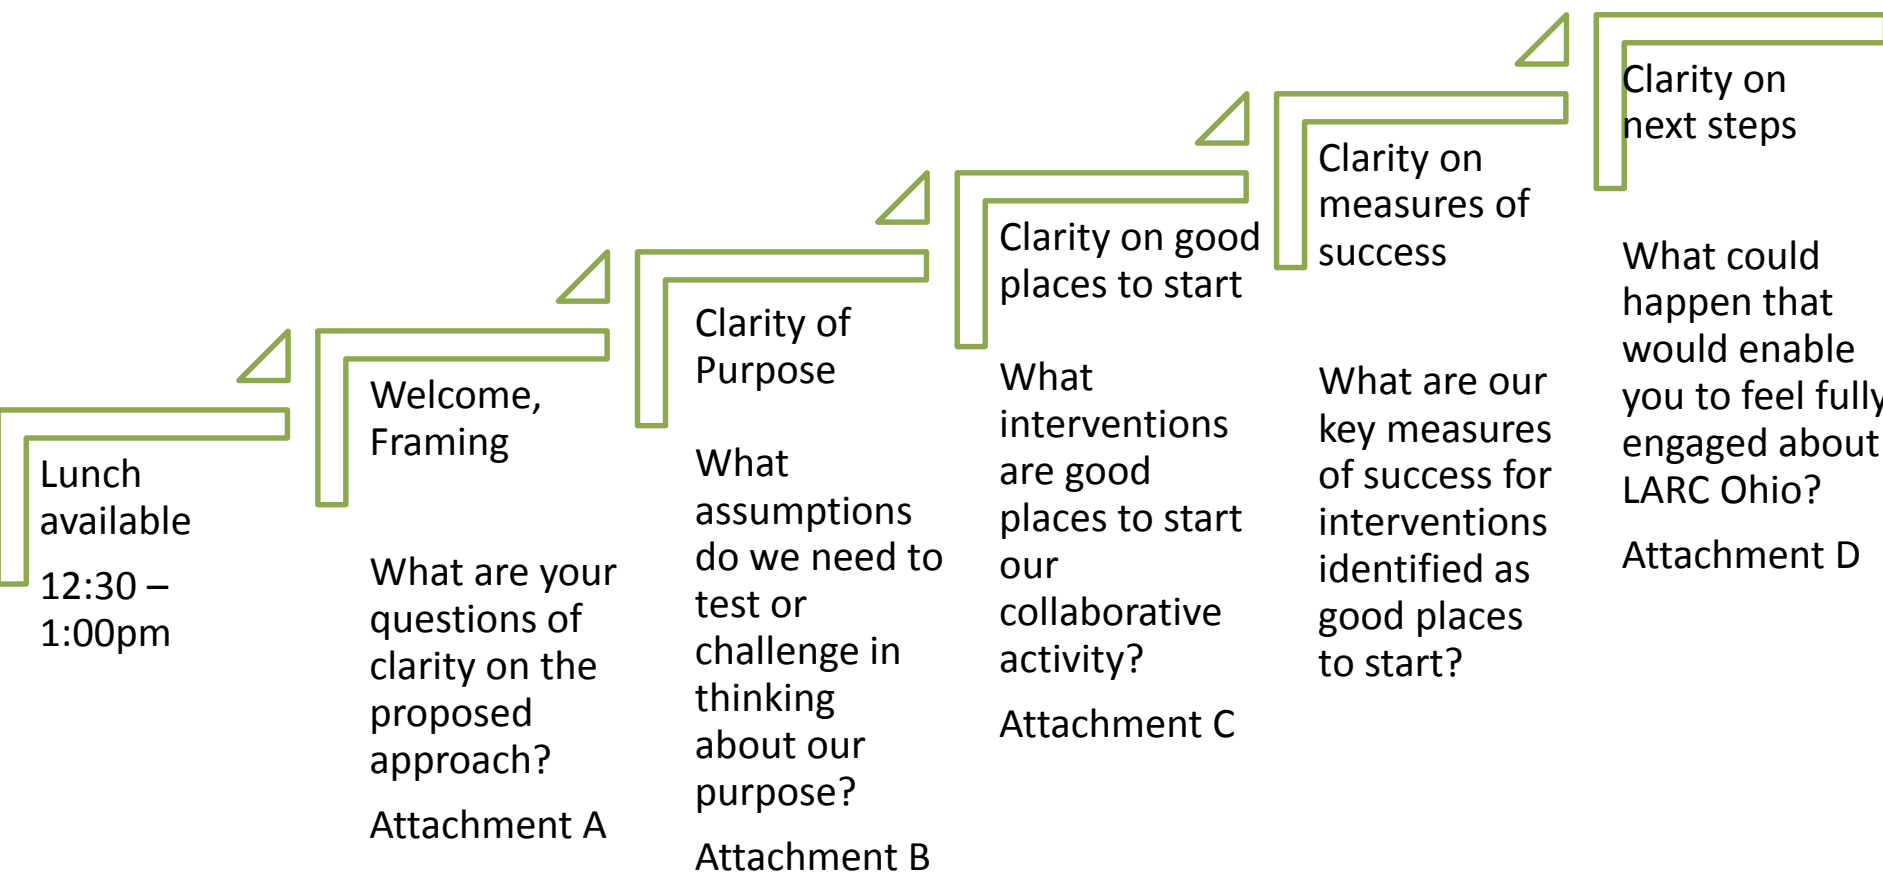 Lunch
available
12:30 –
1:00pm
Welcome,
Framing
What are your
questions of
clarity on the
proposed
approach?
Attachment A
Clarity of
Purpose
What
assumptions
do we need to
test or
challenge in
thinking
about our
purpose?
Attachment B
Clarity on good
places to start
What
interventions
are good
places to start
our
collaborative
activity?
Attachment C
Clarity on
measures of
success
What are our
key measures
of success for
interventions
identified as
good places
to start?
Clarity on
next steps
What could
happen that
would enable
you to feel fully
engaged about
LARC Ohio?
Attachment D